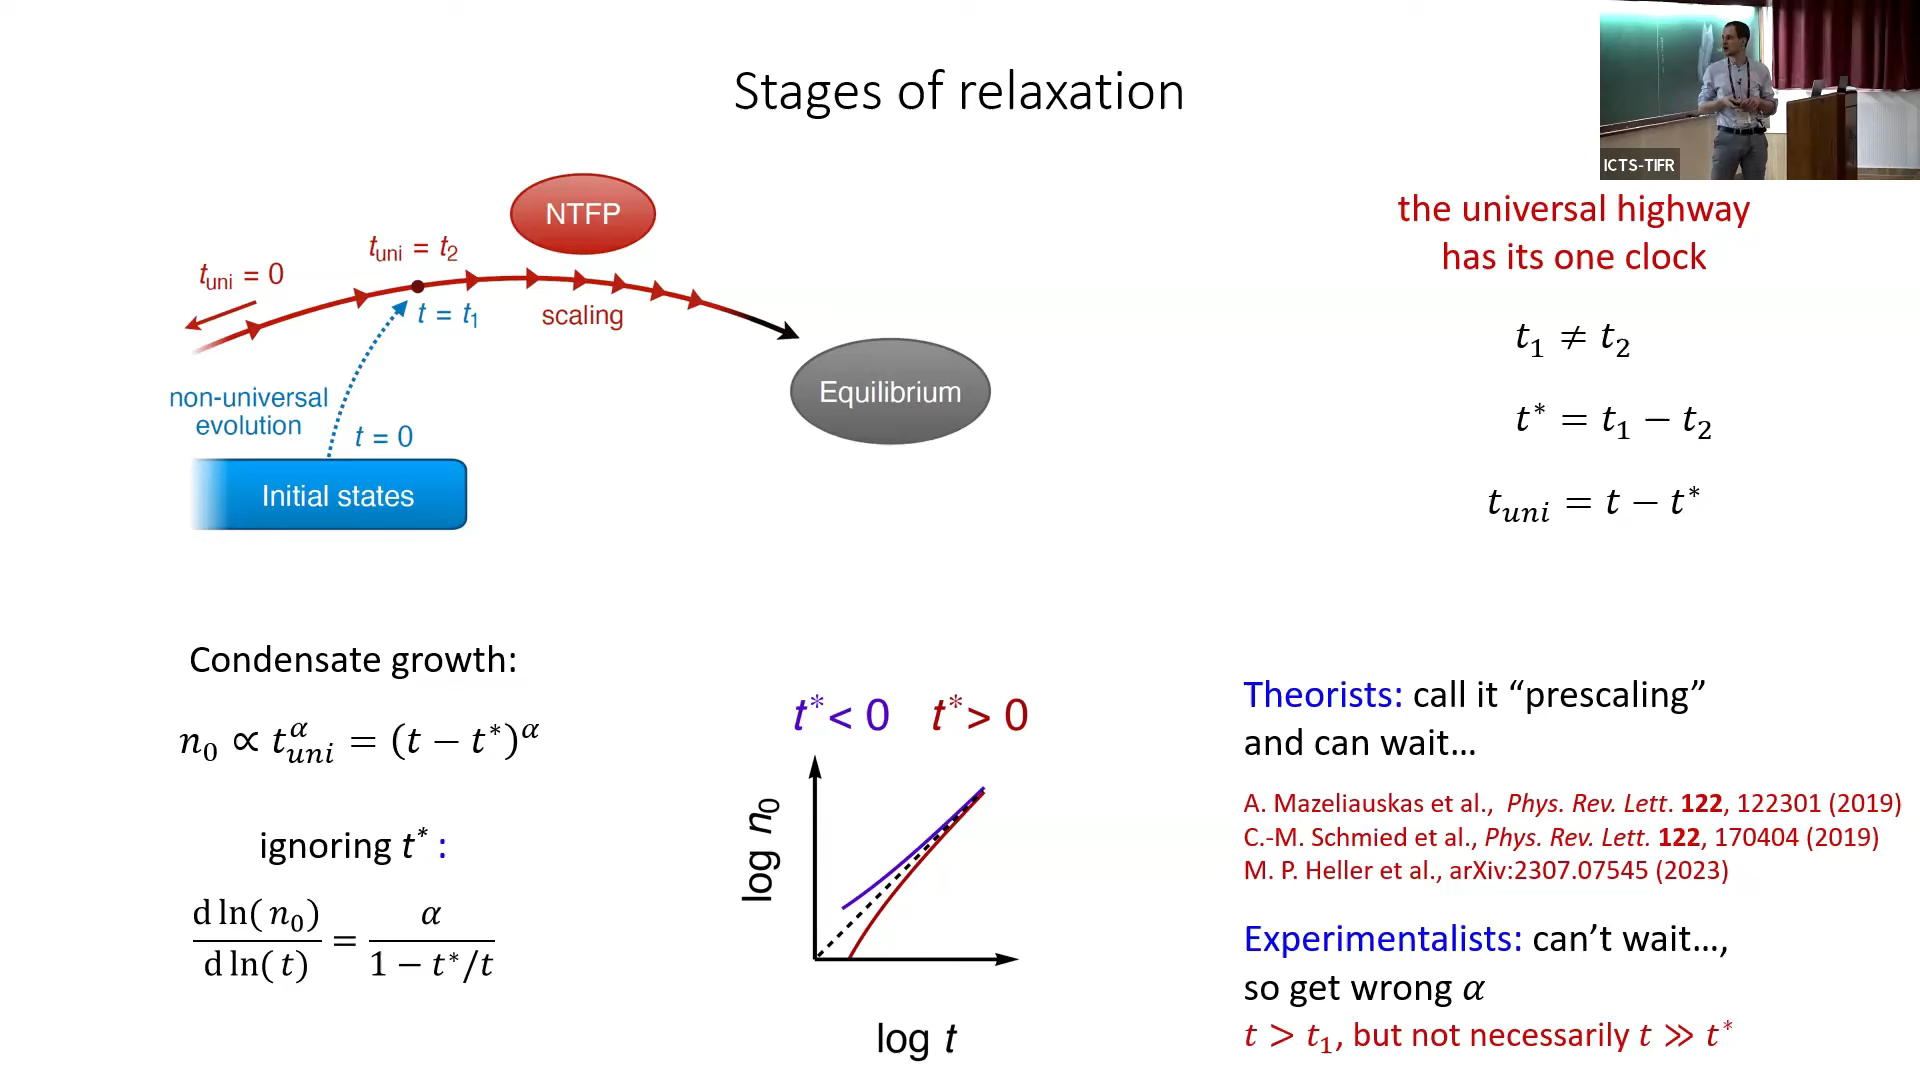 Stages of relaxation
ICTS-TIFR
NTFP
t_uni = t_2
t_uni = 0
t = t_1
scaling
non-universal
evolution
t = 0
Initial states
Equilibrium
the universal highway
has its one clock
t_1 ≠ t_2
t* = t_1 − t_2
t_uni = t − t*
Condensate growth:
n_0 ∝ t_uni^α = (t − t*)^α
ignoring t* :
d ln( n_0) / d ln( t) = α / (1 − t*/t)
t* < 0 t* > 0
log n_0
log t
Theorists: call it “prescaling”
and can wait…
A. Mazeliauskas et al., Phys. Rev. Lett. 122, 122301 (2019)
C.-M. Schmied et al., Phys. Rev. Lett. 122, 170404 (2019)
M. P. Heller et al., arXiv:2307.07545 (2023)
Experimentalists: can’t wait…,
so get wrong α
t > t_1, but not necessarily t ≫ t*